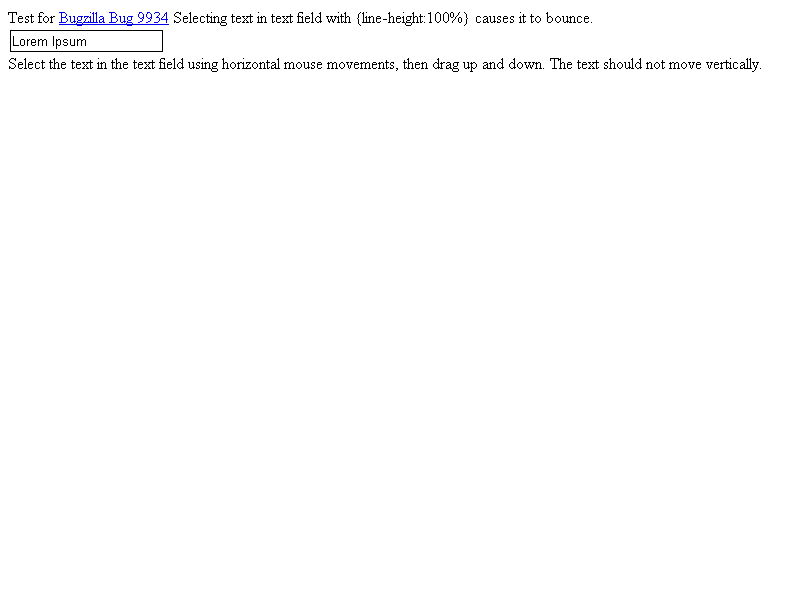 Test for Bugzilla Bug 9934 Selecting text in text field with {line-height:100%} causes it to bounce.
Lorem Ipsum
Select the text in the text field using horizontal mouse movements, then drag up and down. The text should not move vertically.